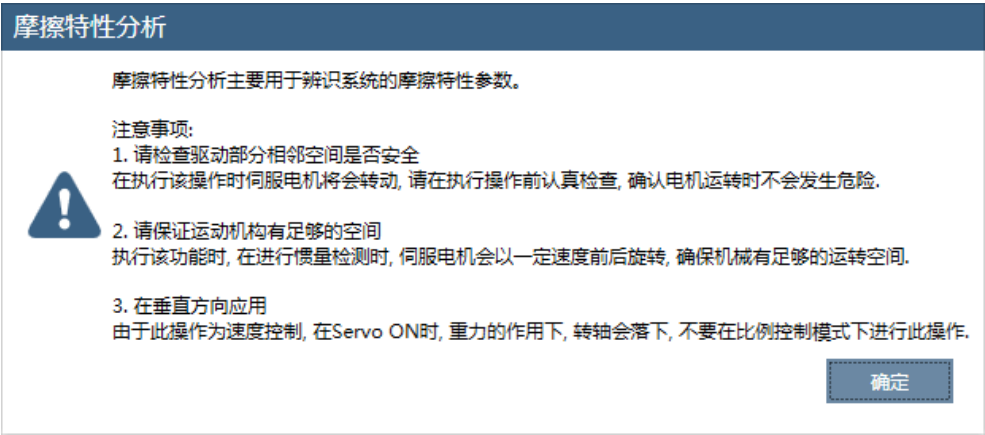 摩擦特性分析
摩擦特性分析主要用于辨识系统的摩擦特性参数。
注意事项:
1. 请检查驱动部分相邻空间是否安全
在执行该操作时伺服电机将会转动, 请在执行操作前认真检查, 确认电机运转时不会发生危险.
2. 请保证运动机构有足够的空间
执行该功能时, 在进行惯量检测时, 伺服电机会以一定速度前后旋转, 确保机械有足够的运转空间.
3. 在垂直方向应用
由于此操作为速度控制, 在Servo ON时, 重力的作用下, 转轴会落下, 不要在比例控制模式下进行此操作.
确定